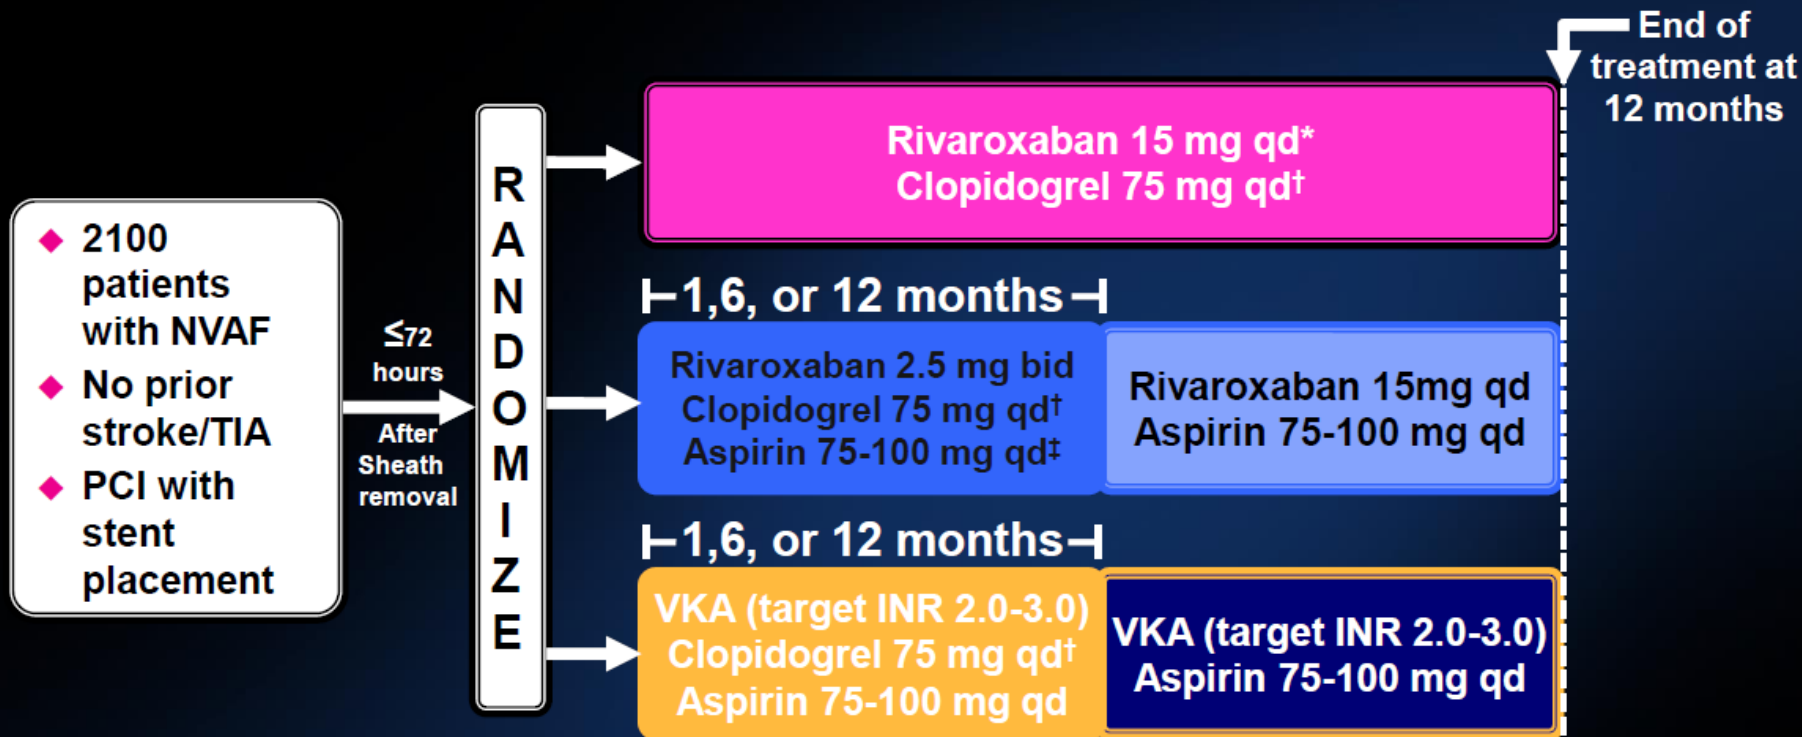 End of
treatment at
12 months
◆ 2100
patients
with NVAF
◆ No prior
stroke/TIA
◆ PCI with
stent
placement
≤72
hours
After
Sheath
removal
R
A
N
D
O
M
I
Z
E
Rivaroxaban 15 mg qd*
Clopidogrel 75 mg qd†
1,6, or 12 months
Rivaroxaban 2.5 mg bid
Clopidogrel 75 mg qd†
Aspirin 75-100 mg qd‡
Rivaroxaban 15mg qd
Aspirin 75-100 mg qd
1,6, or 12 months
VKA (target INR 2.0-3.0)
Clopidogrel 75 mg qd†
Aspirin 75-100 mg qd
VKA (target INR 2.0-3.0)
Aspirin 75-100 mg qd